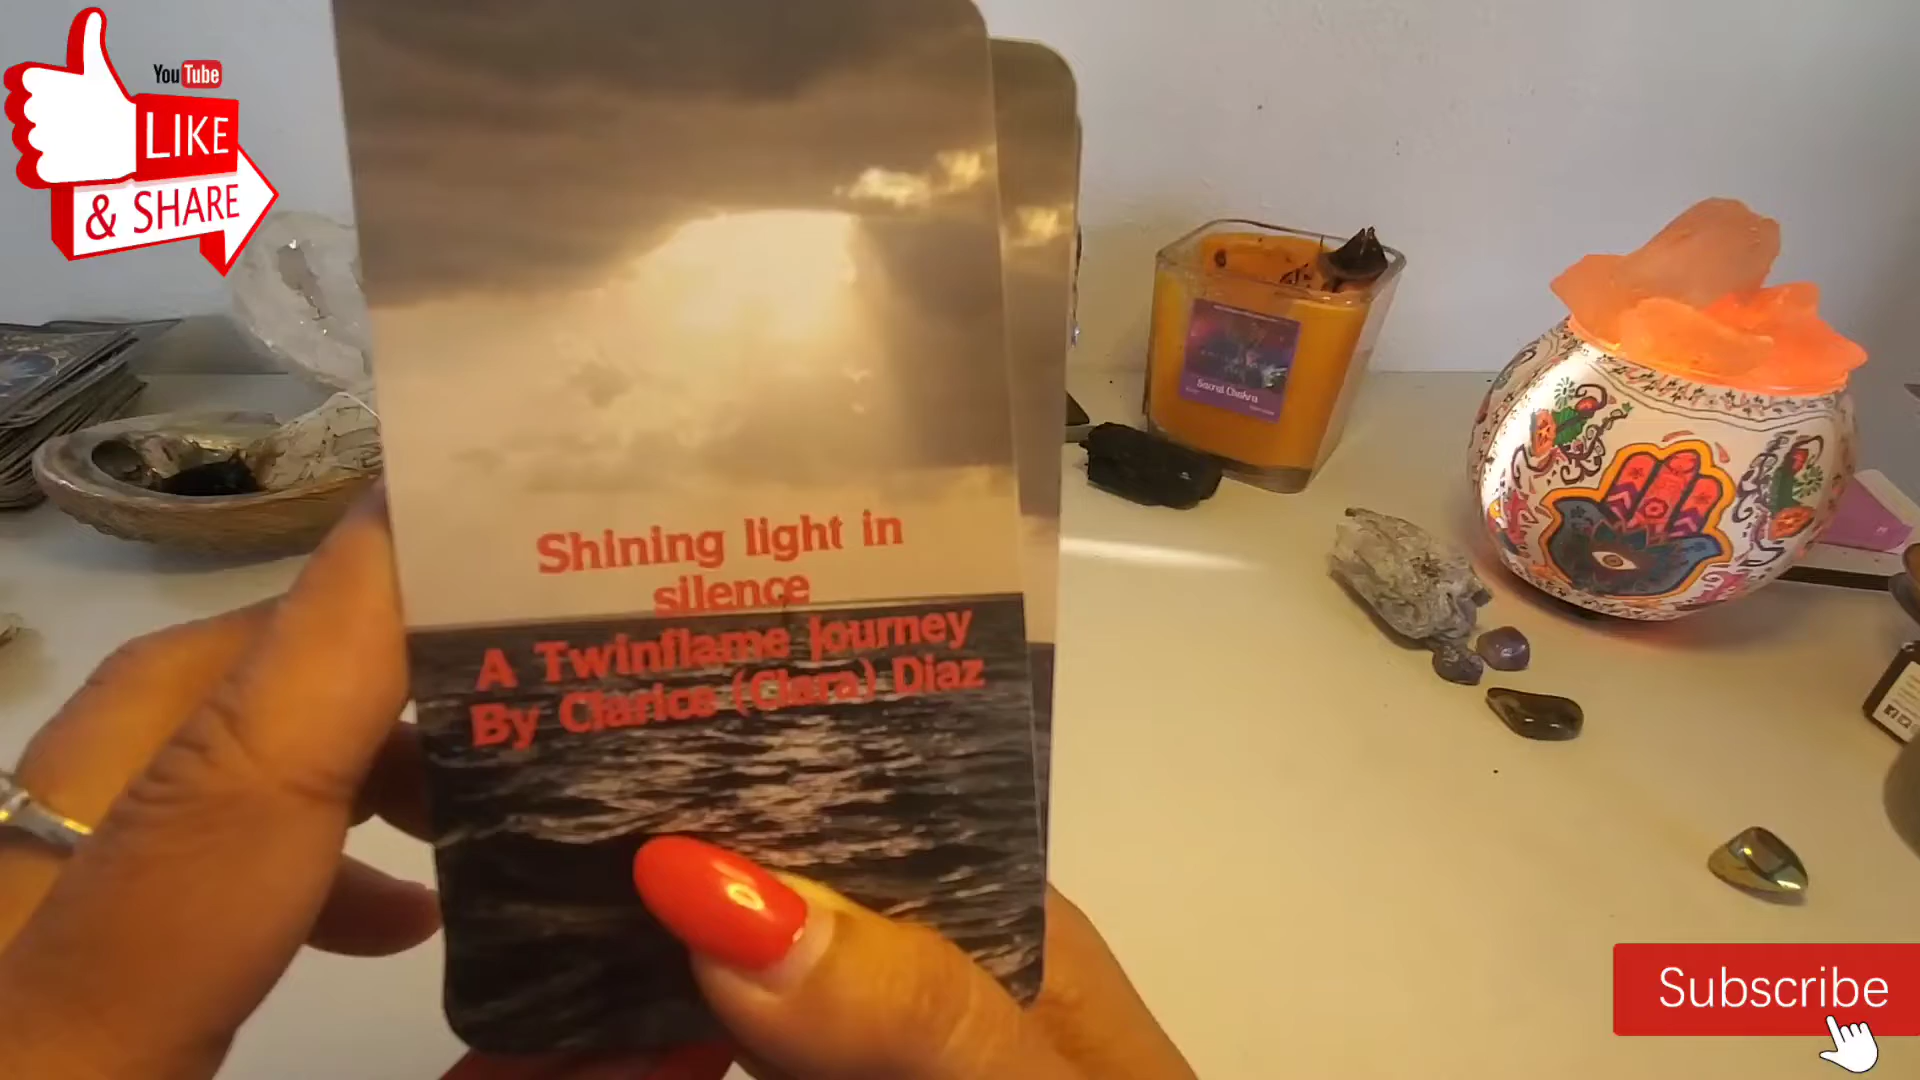 YouTube
LIKE
& SHARE
Shining light in
silence
A Twinflame Journey
By Clarice (Clara) Diaz
Sacral Chakra
Subscribe